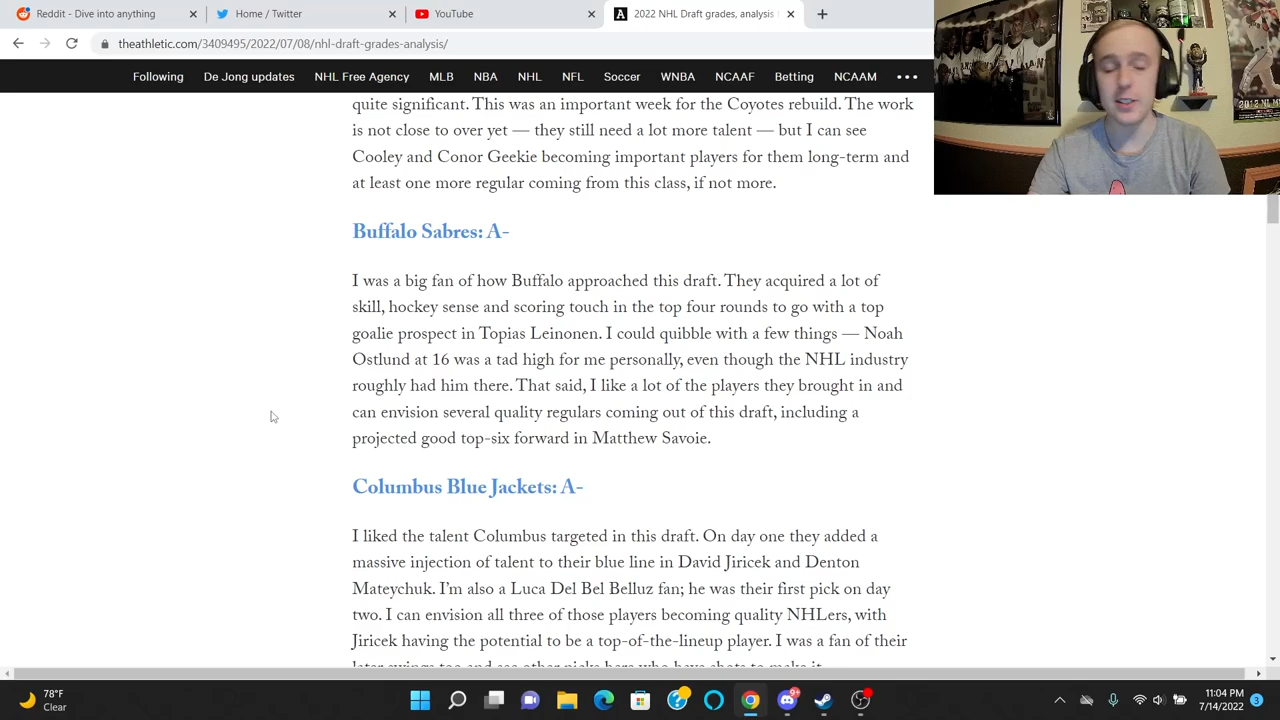 Reddit - Dive into anything
Home / Twitter
YouTube
2022 NHL Draft grades, analysis
theathletic.com/3409495/2022/07/08/nhl-draft-grades-analysis/
Following De Jong updates NHL Free Agency MLB NBA NHL NFL Soccer WNBA NCAAF Betting NCAAM
quite significant. This was an important week for the Coyotes rebuild. The work
is not close to over yet — they still need a lot more talent — but I can see
Cooley and Conor Geekie becoming important players for them long-term and
at least one more regular coming from this class, if not more.
Buffalo Sabres: A-
I was a big fan of how Buffalo approached this draft. They acquired a lot of
skill, hockey sense and scoring touch in the top four rounds to go with a top
goalie prospect in Topias Leinonen. I could quibble with a few things — Noah
Ostlund at 16 was a tad high for me personally, even though the NHL industry
roughly had him there. That said, I like a lot of the players they brought in and
can envision several quality regulars coming out of this draft, including a
projected good top-six forward in Matthew Savoie.
Columbus Blue Jackets: A-
I liked the talent Columbus targeted in this draft. On day one they added a
massive injection of talent to their blue line in David Jiricek and Denton
Mateychuk. I’m also a Luca Del Bel Belluz fan; he was their first pick on day
two. I can envision all three of those players becoming quality NHLers, with
Jiricek having the potential to be a top-of-the-lineup player. I was a fan of their
later swings too and see other picks here who have shots to make it.
78°F
Clear
11:04 PM
7/14/2022
3